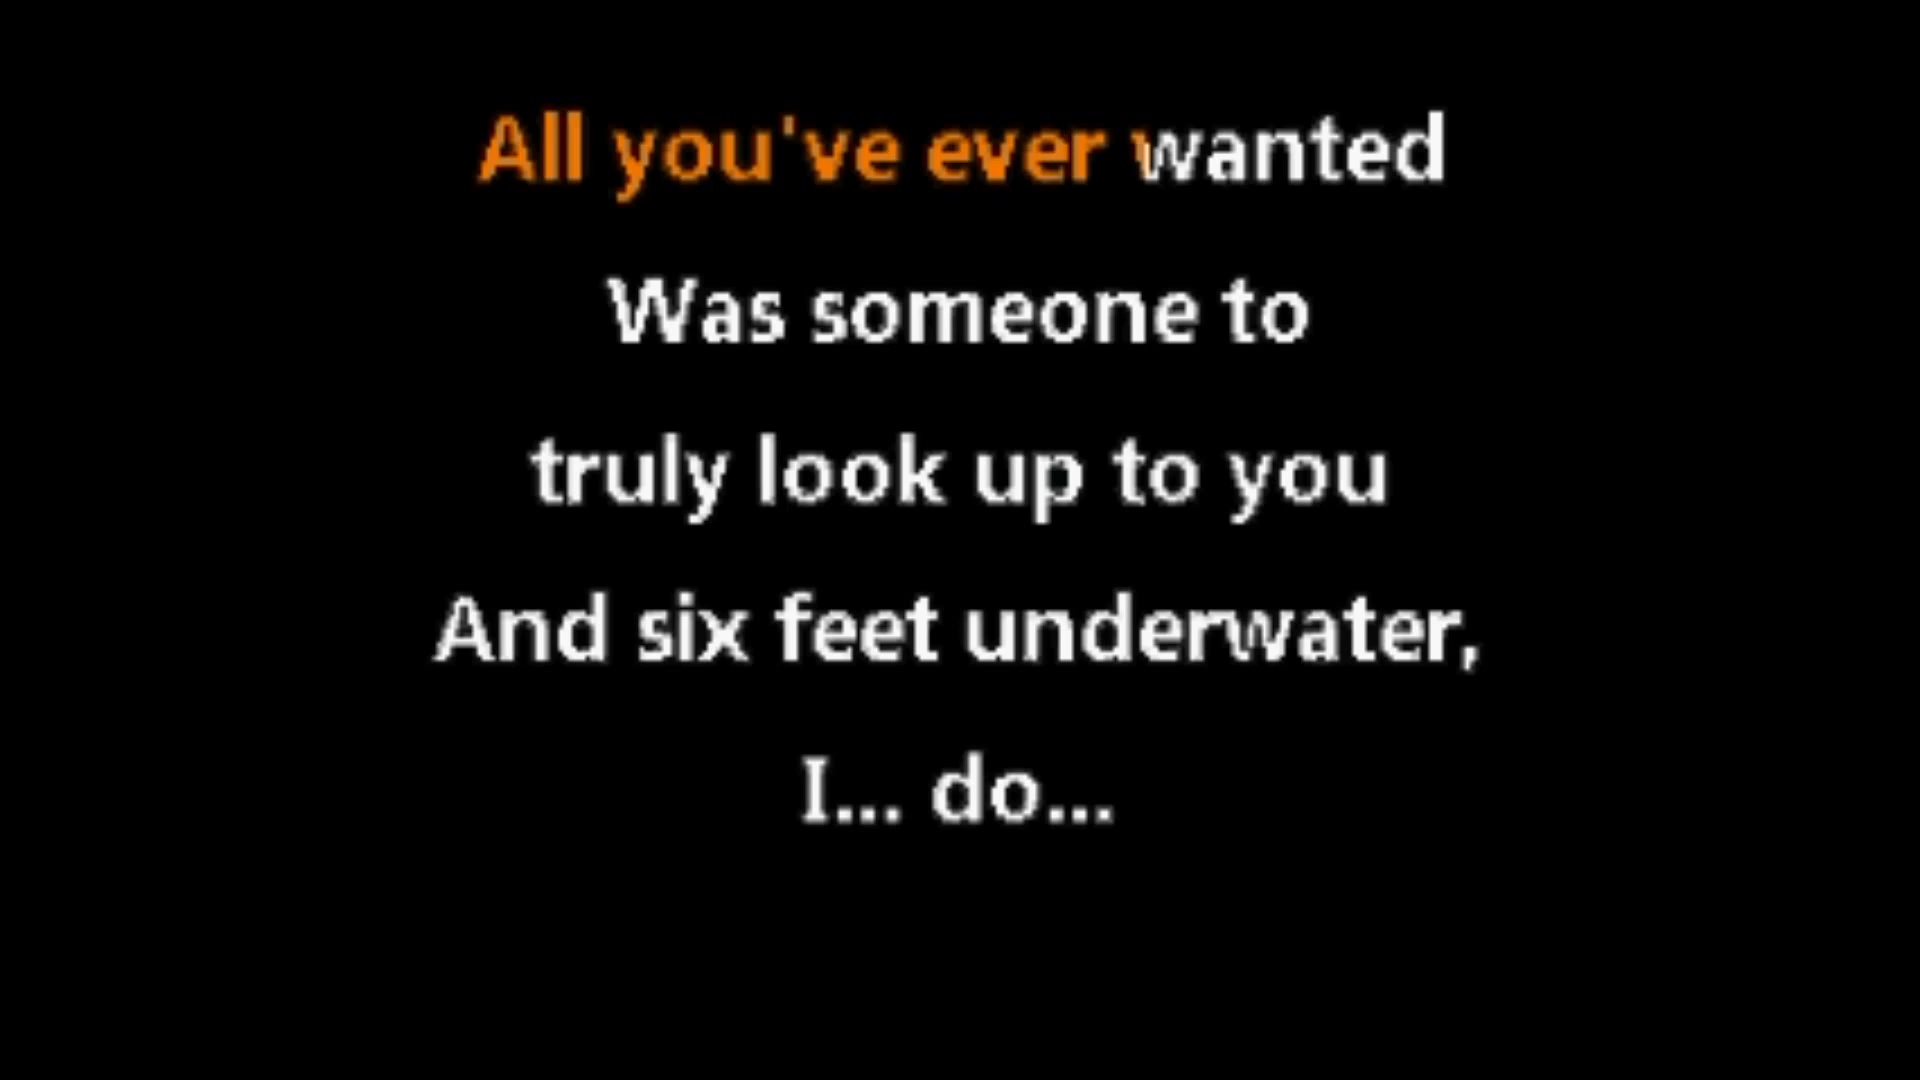 All you've ever wanted
Was someone to
truly look up to you
And six feet underwater,
I... do...